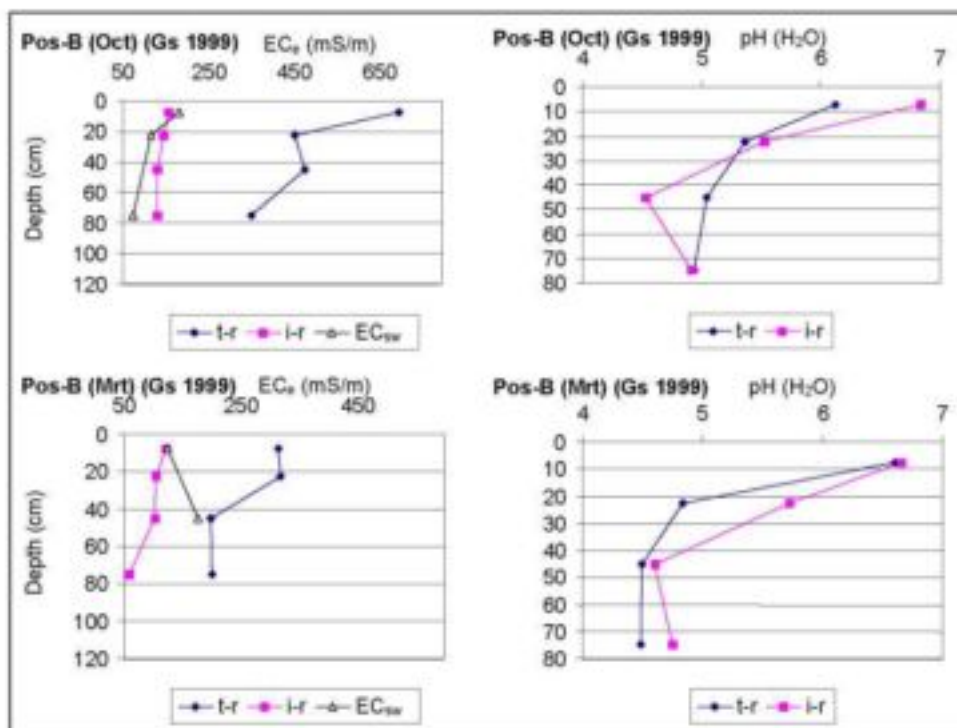 Pos-B (Oct) (Gs 1999) ECe (mS/m)
50 250 450 650
0
20
40
60
80
100
120
Depth (cm)
t-r i-r ECsw
Pos-B (Oct) (Gs 1999) pH (H₂O)
4 5 6 7
0
10
20
30
40
50
60
70
80
t-r i-r
Pos-B (Mrt) (Gs 1999) ECe (mS/m)
50 250 450
0
20
40
60
80
100
120
Depth (cm)
t-r i-r ECsw
Pos-B (Mrt) (Gs 1999) pH (H₂O)
4 5 6 7
0
10
20
30
40
50
60
70
80
t-r i-r